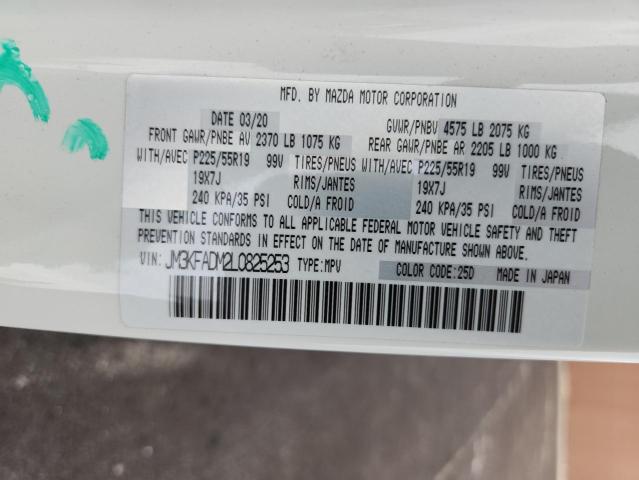 MFD. BY MAZDA MOTOR CORPORATION
DATE 03/20 GVWR/PNBV 4575 LB 2075 KG
FRONT GAWR/PNBE AV 2370 LB 1075 KG REAR GAWR/PNBE AR 2205 LB 1000 KG
WITH/AVEC P225/55R19 99V TIRES/PNEUS WITH/AVEC P225/55R19 99V TIRES/PNEUS
19X7J RIMS/JANTES 19X7J RIMS/JANTES
240 KPA/35 PSI COLD/A FROID 240 KPA/35 PSI COLD/A FROID
THIS VEHICLE CONFORMS TO ALL APPLICABLE FEDERAL MOTOR VEHICLE SAFETY AND THEFT
PREVENTION STANDARDS IN EFFECT ON THE DATE OF MANUFACTURE SHOWN ABOVE.
VIN: JM3KFADM2L0825253 TYPE:MPV COLOR CODE:25D MADE IN JAPAN